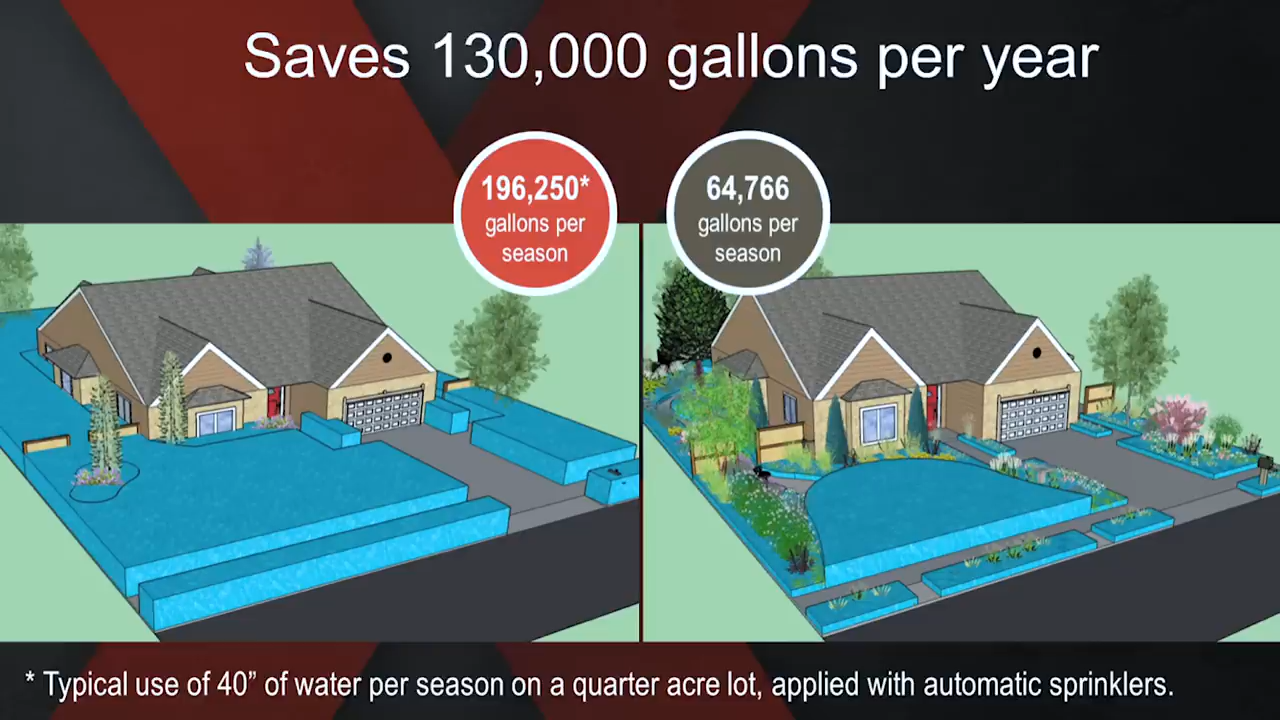 Saves 130,000 gallons per year
196,250*
gallons per
season
64,766
gallons per
season
* Typical use of 40” of water per season on a quarter acre lot, applied with automatic sprinklers.